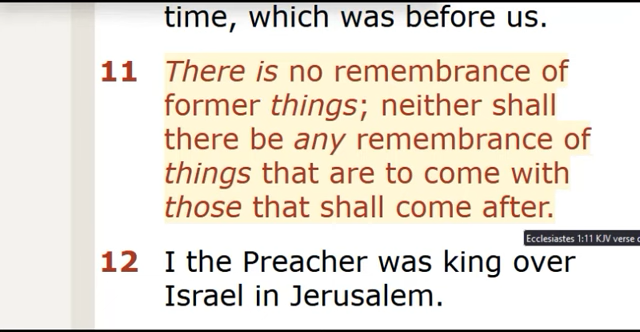 time, which was before us.
11 There is no remembrance of
former things; neither shall
there be any remembrance of
things that are to come with
those that shall come after.
Ecclesiastes 1:11 KJV verse
12 I the Preacher was king over
Israel in Jerusalem.